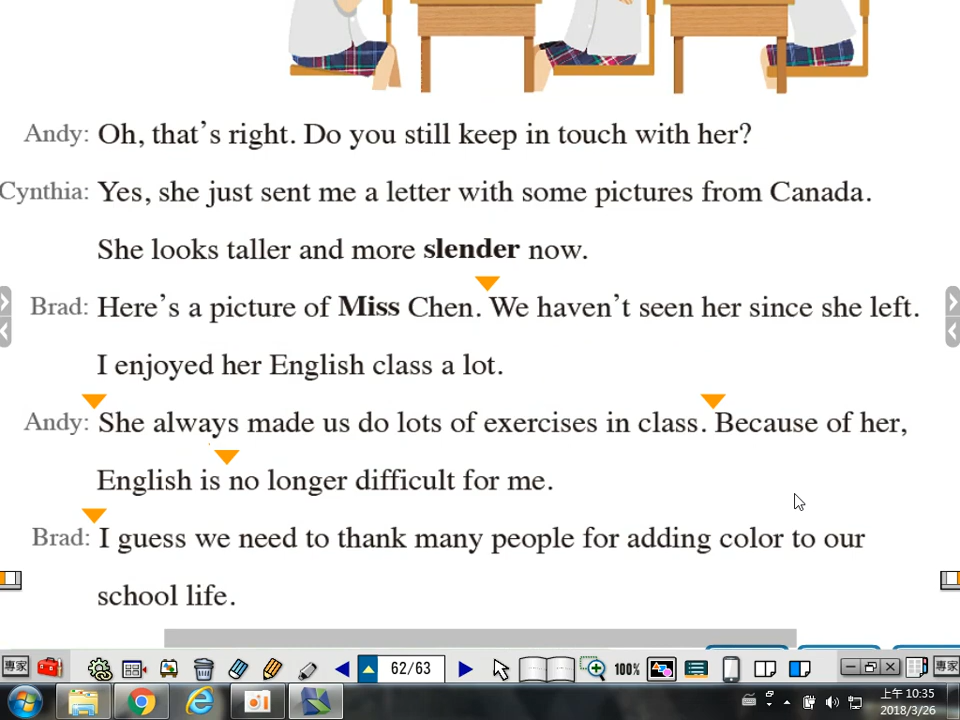 Andy: Oh, that's right. Do you still keep in touch with her?
Cynthia: Yes, she just sent me a letter with some pictures from Canada.
She looks taller and more slender now.
Brad: Here's a picture of Miss Chen. We haven't seen her since she left.
I enjoyed her English class a lot.
Andy: She always made us do lots of exercises in class. Because of her,
English is no longer difficult for me.
Brad: I guess we need to thank many people for adding color to our
school life.
專家 62/63 100% 專家
上午 10:35
2018/3/26